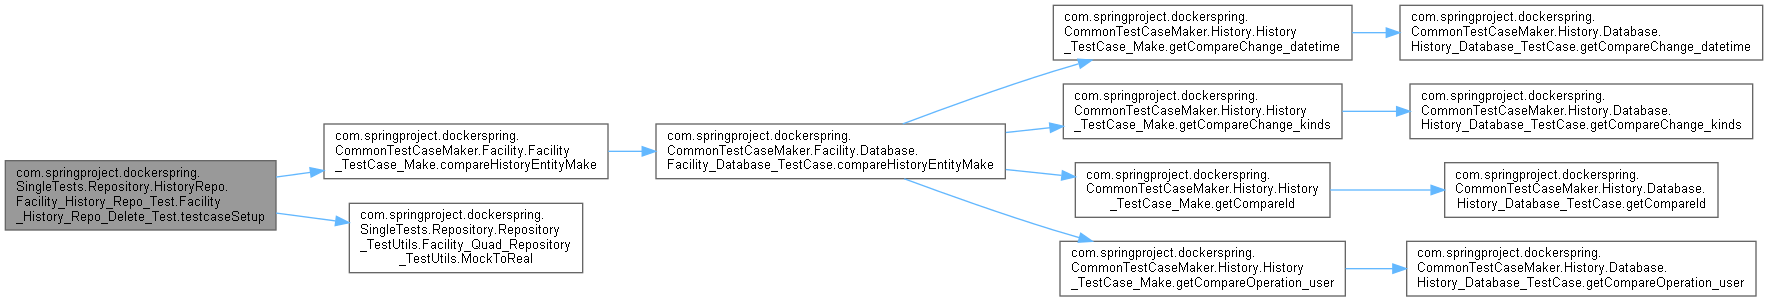 com.springproject.dockerspring.
SingleTests.Repository.HistoryRepo.
Facility_History_Repo_Test.Facility
_History_Repo_Delete_Test.testcaseSetup
com.springproject.dockerspring.
CommonTestCaseMaker.Facility.Facility
_TestCase_Make.compareHistoryEntityMake
com.springproject.dockerspring.
SingleTests.Repository.Repository
_TestUtils.Facility_Quad_Repository
_TestUtils.MockToReal
com.springproject.dockerspring.
CommonTestCaseMaker.Facility.Database.
Facility_Database_TestCase.compareHistoryEntityMake
com.springproject.dockerspring.
CommonTestCaseMaker.History.History
_TestCase_Make.getCompareChange_datetime
com.springproject.dockerspring.
CommonTestCaseMaker.History.Database.
History_Database_TestCase.getCompareChange_datetime
com.springproject.dockerspring.
CommonTestCaseMaker.History.History
_TestCase_Make.getCompareChange_kinds
com.springproject.dockerspring.
CommonTestCaseMaker.History.Database.
History_Database_TestCase.getCompareChange_kinds
com.springproject.dockerspring.
CommonTestCaseMaker.History.History
_TestCase_Make.getCompareId
com.springproject.dockerspring.
CommonTestCaseMaker.History.Database.
History_Database_TestCase.getCompareId
com.springproject.dockerspring.
CommonTestCaseMaker.History.History
_TestCase_Make.getCompareOperation_user
com.springproject.dockerspring.
CommonTestCaseMaker.History.Database.
History_Database_TestCase.getCompareOperation_user